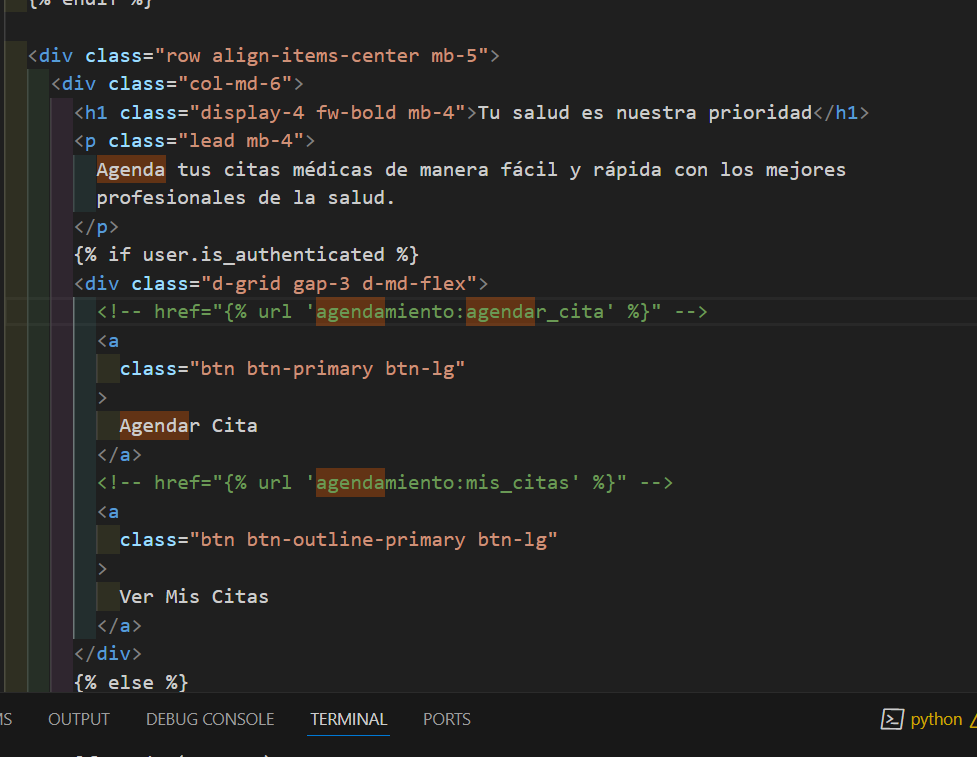 {% endif %}
<div class="row align-items-center mb-5">
<div class="col-md-6">
<h1 class="display-4 fw-bold mb-4">Tu salud es nuestra prioridad</h1>
<p class="lead mb-4">
Agenda tus citas médicas de manera fácil y rápida con los mejores
profesionales de la salud.
</p>
{% if user.is_authenticated %}
<div class="d-grid gap-3 d-md-flex">
<!-- href="{% url 'agendamiento:agendar_cita' %}" -->
<a
class="btn btn-primary btn-lg"
>
Agendar Cita
</a>
<!-- href="{% url 'agendamiento:mis_citas' %}" -->
<a
class="btn btn-outline-primary btn-lg"
>
Ver Mis Citas
</a>
</div>
{% else %}
MS OUTPUT DEBUG CONSOLE TERMINAL PORTS python